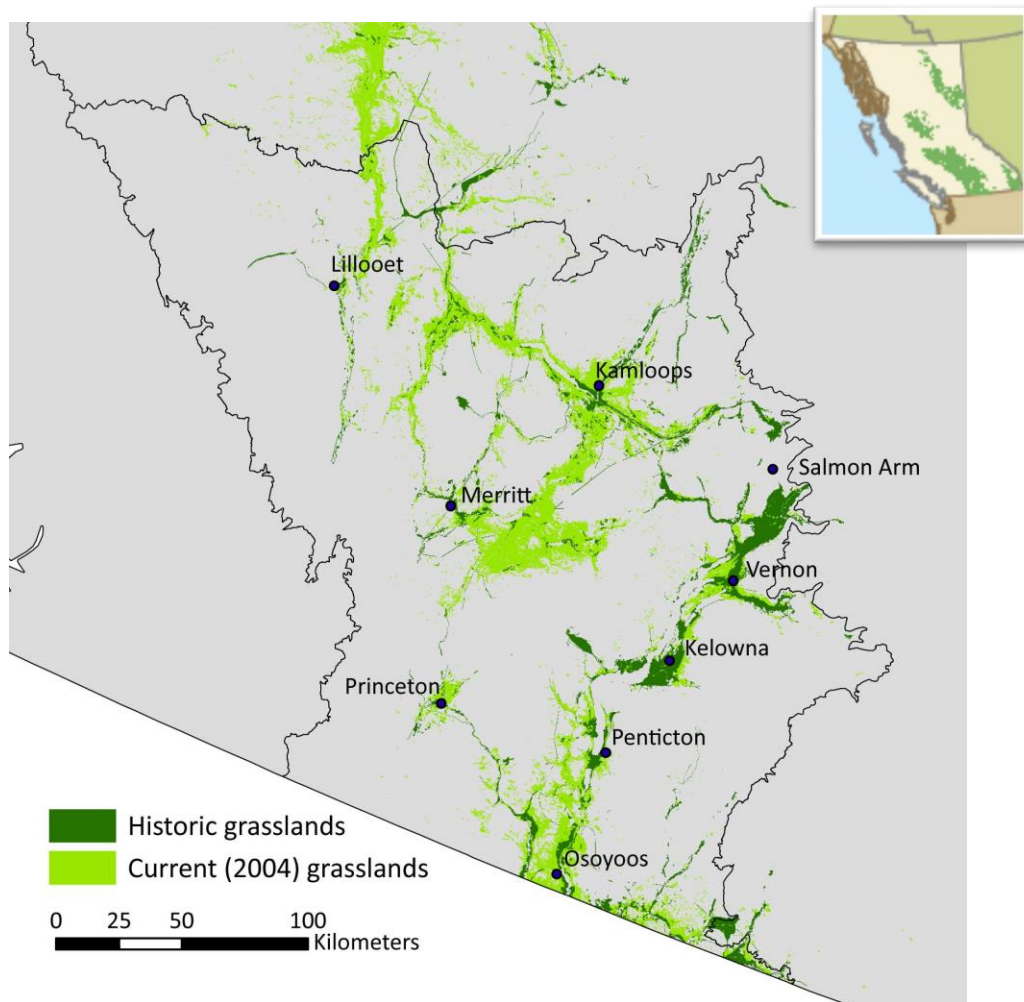 Lillooet
Kamloops
Salmon Arm
Merritt
Vernon
Kelowna
Princeton
Penticton
Historic grasslands
Current (2004) grasslands
Osoyoos
0 25 50 100
Kilometers